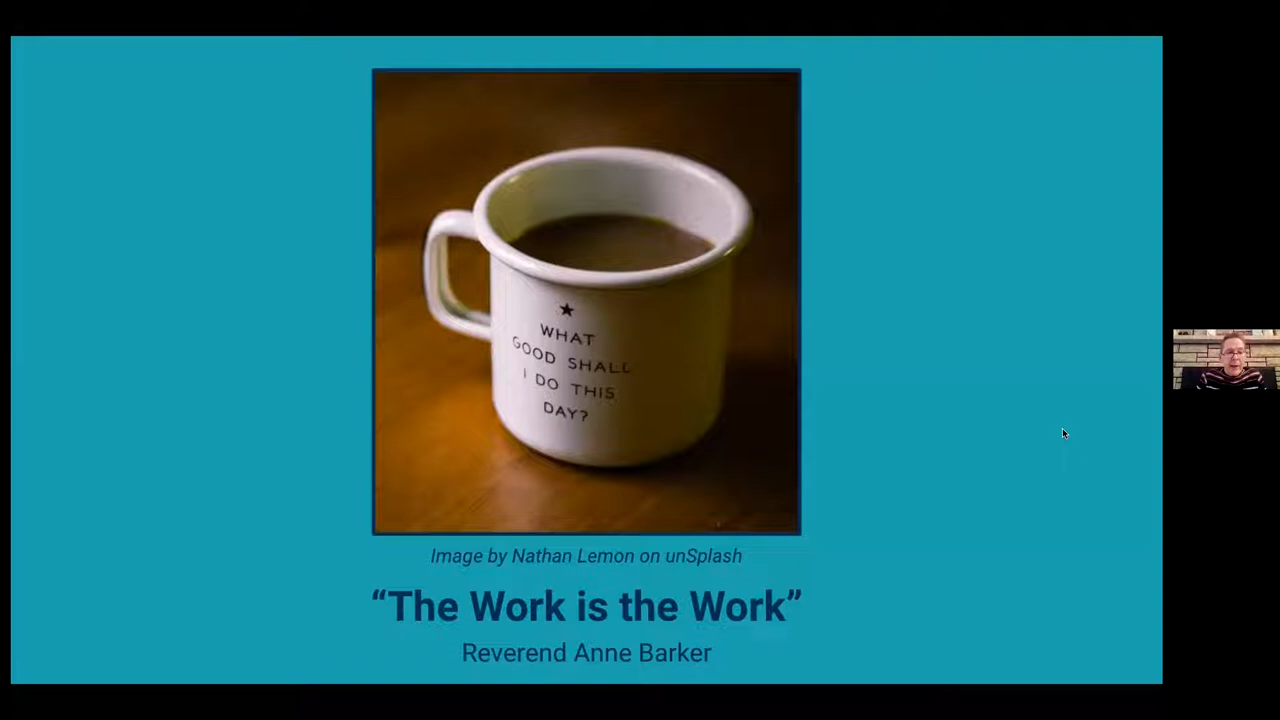 ★
WHAT
GOOD SHALL
I DO THIS
DAY?
Image by Nathan Lemon on unSplash
“The Work is the Work”
Reverend Anne Barker